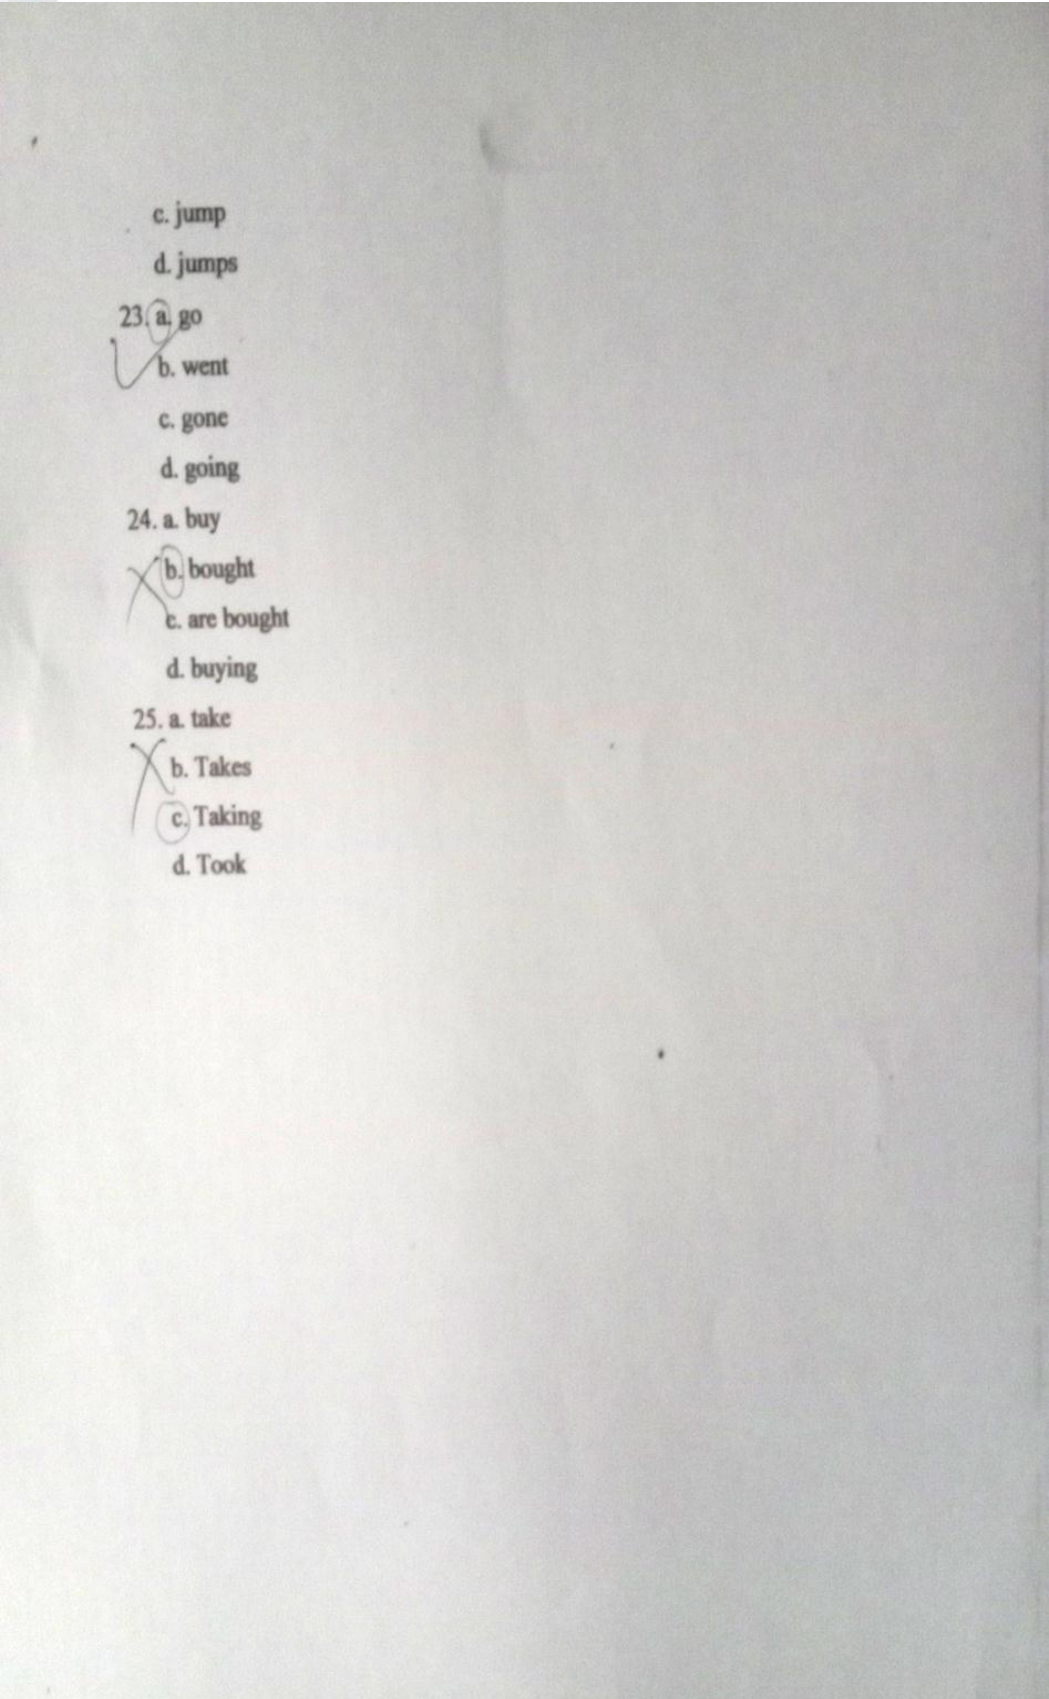 c. jump
d. jumps
23. a. go
b. went
c. gone
d. going
24. a. buy
b. bought
c. are bought
d. buying
25. a. take
b. Takes
c. Taking
d. Took